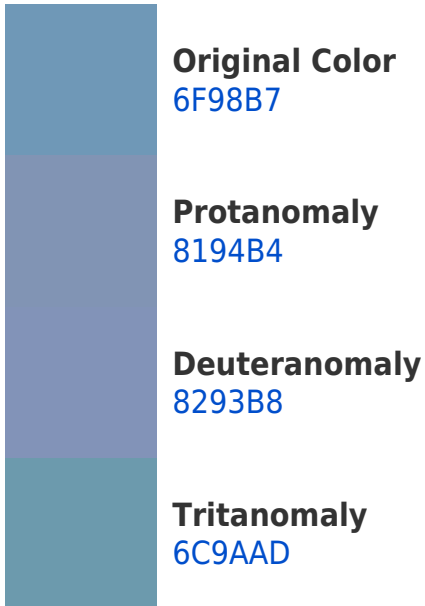 Original Color
6F98B7
Protanomaly
8194B4
Deuteranomaly
8293B8
Tritanomaly
6C9AAD